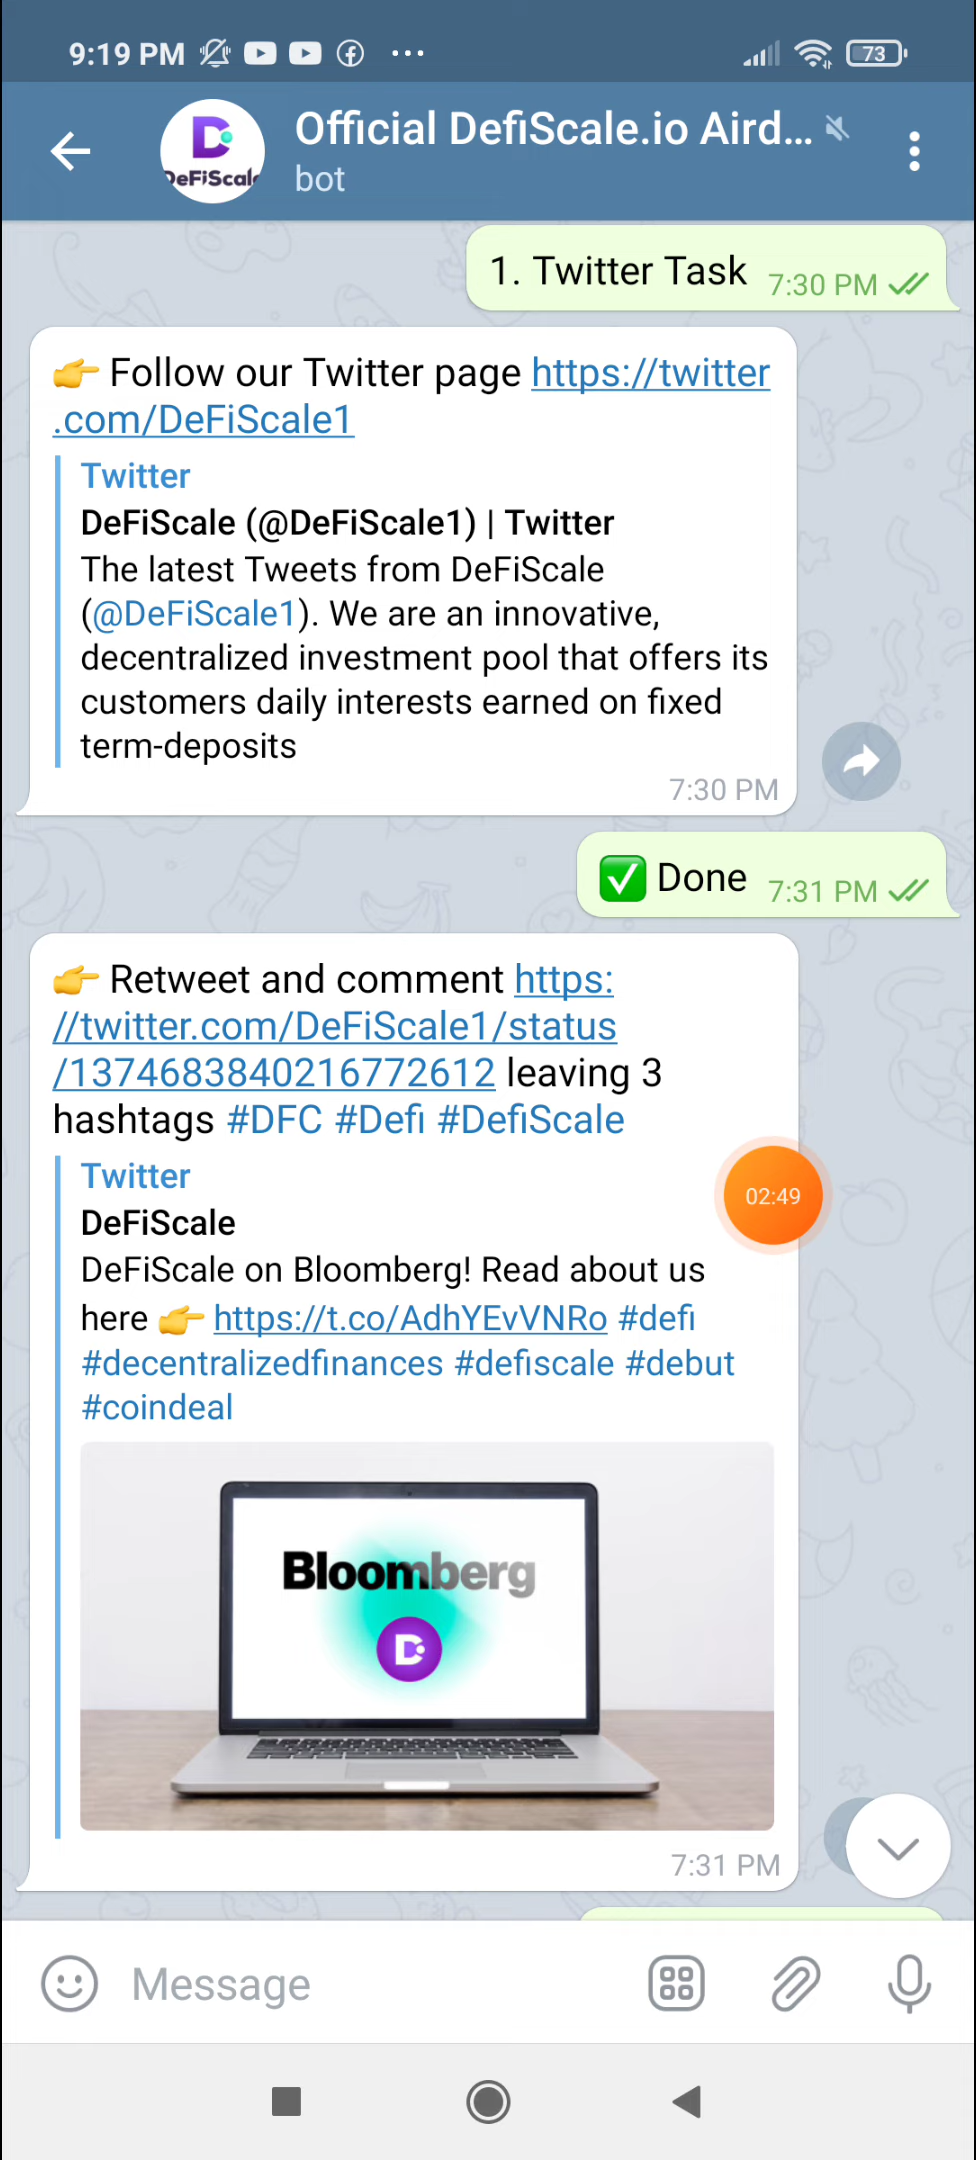 9:19 PM
73
Official DefiScale.io Aird...
DeFiScale
bot
1. Twitter Task 7:30 PM
👉 Follow our Twitter page https://twitter
.com/DeFiScale1
Twitter
DeFiScale (@DeFiScale1) | Twitter
The latest Tweets from DeFiScale
(@DeFiScale1). We are an innovative,
decentralized investment pool that offers its
customers daily interests earned on fixed
term-deposits
7:30 PM
✅ Done 7:31 PM
👉 Retweet and comment https:
//twitter.com/DeFiScale1/status
/1374683840216772612 leaving 3
hashtags #DFC #Defi #DefiScale
Twitter
DeFiScale
02:49
DeFiScale on Bloomberg! Read about us
here 👉 https://t.co/AdhYEvVNRo #defi
#decentralizedfinances #defiscale #debut
#coindeal
Bloomberg
7:31 PM
Message